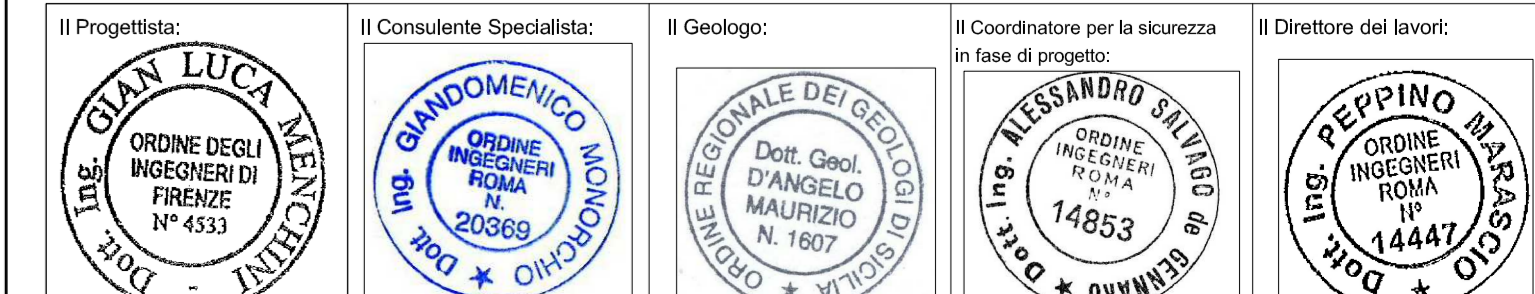 Il Progettista:
Dott. Ing. GIAN LUCA MENCHINI
ORDINE DEGLI
INGEGNERI DI
FIRENZE
N° 4533
Il Consulente Specialista:
Dott. Ing. GIANDOMENICO MONORCHIO
ORDINE
INGEGNERI
ROMA
N.
20369
Il Geologo:
ORDINE REGIONALE DEI GEOLOGI DI SICILIA
Dott. Geol.
D'ANGELO
MAURIZIO
N. 1607
Il Coordinatore per la sicurezza
in fase di progetto:
Dott. Ing. ALESSANDRO SALVAGO de GENNARO
ORDINE
INGEGNERI
ROMA
N°
14853
Il Direttore dei lavori:
Dott. Ing. PEPPINO MARASCIO
ORDINE
INGEGNERI
ROMA
N°
14447